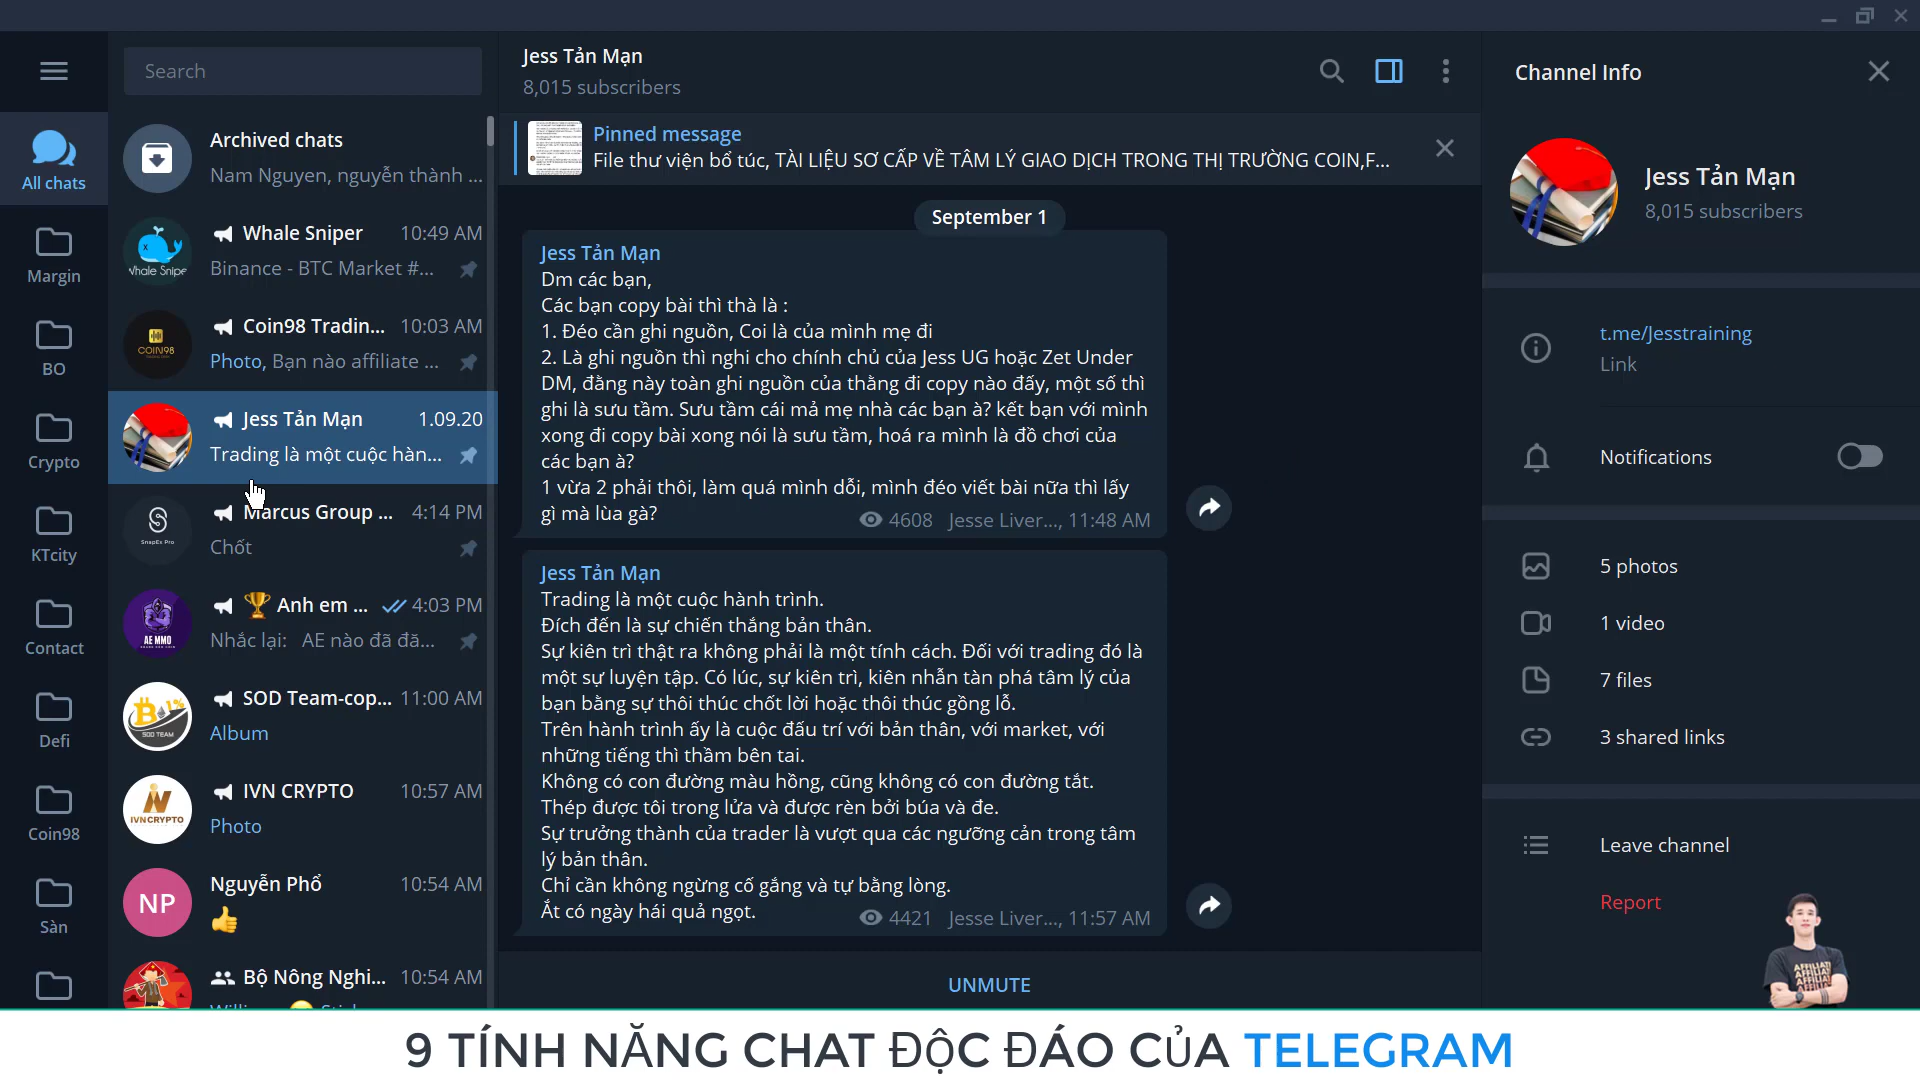 Search
All chats
Margin
BO
Crypto
KTcity
Contact
Defi
Coin98
Sàn
Archived chats
Nam Nguyen, nguyễn thành ...
Whale Sniper 10:49 AM
Binance - BTC Market #...
Whale Snipe
Coin98 Tradin... 10:03 AM
Photo, Bạn nào affiliate ...
COIN98
Jess Tản Mạn 1.09.20
Trading là một cuộc hàn...
Marcus Group ... 4:14 PM
Chốt
SnapEx Pro
🏆 Anh em ... 4:03 PM
Nhắc lại: AE nào đã đă...
AE MMO
SOD Team-cop... 11:00 AM
Album
1%
SOD TEAM
IVN CRYPTO 10:57 AM
Photo
IVNCRYPTO
NP
Nguyễn Phổ 10:54 AM
👍
Bộ Nông Nghi... 10:54 AM
Jess Tản Mạn
8,015 subscribers
Pinned message
File thư viện bổ túc, TÀI LIỆU SƠ CẤP VỀ TÂM LÝ GIAO DỊCH TRONG THỊ TRƯỜNG COIN,F...
September 1
Jess Tản Mạn
Dm các bạn,
Các bạn copy bài thì thà là :
1. Đéo cần ghi nguồn, Coi là của mình mẹ đi
2. Là ghi nguồn thì nghi cho chính chủ của Jess UG hoặc Zet Under
DM, đằng này toàn ghi nguồn của thằng đi copy nào đấy, một số thì
ghi là sưu tầm. Sưu tầm cái mả mẹ nhà các bạn à? kết bạn với mình
xong đi copy bài xong nói là sưu tầm, hoá ra mình là đồ chơi của
các bạn à?
1 vừa 2 phải thôi, làm quá mình dỗi, mình đéo viết bài nữa thì lấy
gì mà lùa gà?
4608 Jesse Liver..., 11:48 AM
Jess Tản Mạn
Trading là một cuộc hành trình.
Đích đến là sự chiến thắng bản thân.
Sự kiên trì thật ra không phải là một tính cách. Đối với trading đó là
một sự luyện tập. Có lúc, sự kiên trì, kiên nhẫn tàn phá tâm lý của
bạn bằng sự thôi thúc chốt lời hoặc thôi thúc gồng lỗ.
Trên hành trình ấy là cuộc đấu trí với bản thân, với market, với
những tiếng thì thầm bên tai.
Không có con đường màu hồng, cũng không có con đường tắt.
Thép được tôi trong lửa và được rèn bởi búa và đe.
Sự trưởng thành của trader là vượt qua các ngưỡng cản trong tâm
lý bản thân.
Chỉ cần không ngừng cố gắng và tự bằng lòng.
Ắt có ngày hái quả ngọt.
4421 Jesse Liver..., 11:57 AM
UNMUTE
Channel Info
Jess Tản Mạn
8,015 subscribers
t.me/Jesstraining
Link
Notifications
5 photos
1 video
7 files
3 shared links
Leave channel
Report
AFFILIATE
AFFILIATE
AFFILIATE
9 TÍNH NĂNG CHAT ĐỘC ĐÁO CỦA TELEGRAM